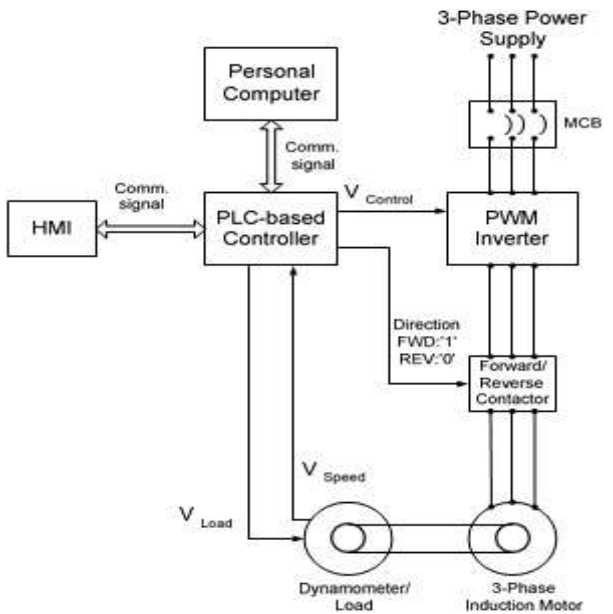 3-Phase Power
Supply
MCB
Personal
Computer
Comm.
signal
Comm.
signal
V Control
HMI
PLC-based
Controller
PWM
Inverter
Direction
FWD:'1'
REV:'0'
Forward/
Reverse
Contactor
V Speed
V Load
Dynamometer/
Load
3-Phase
Induction Motor